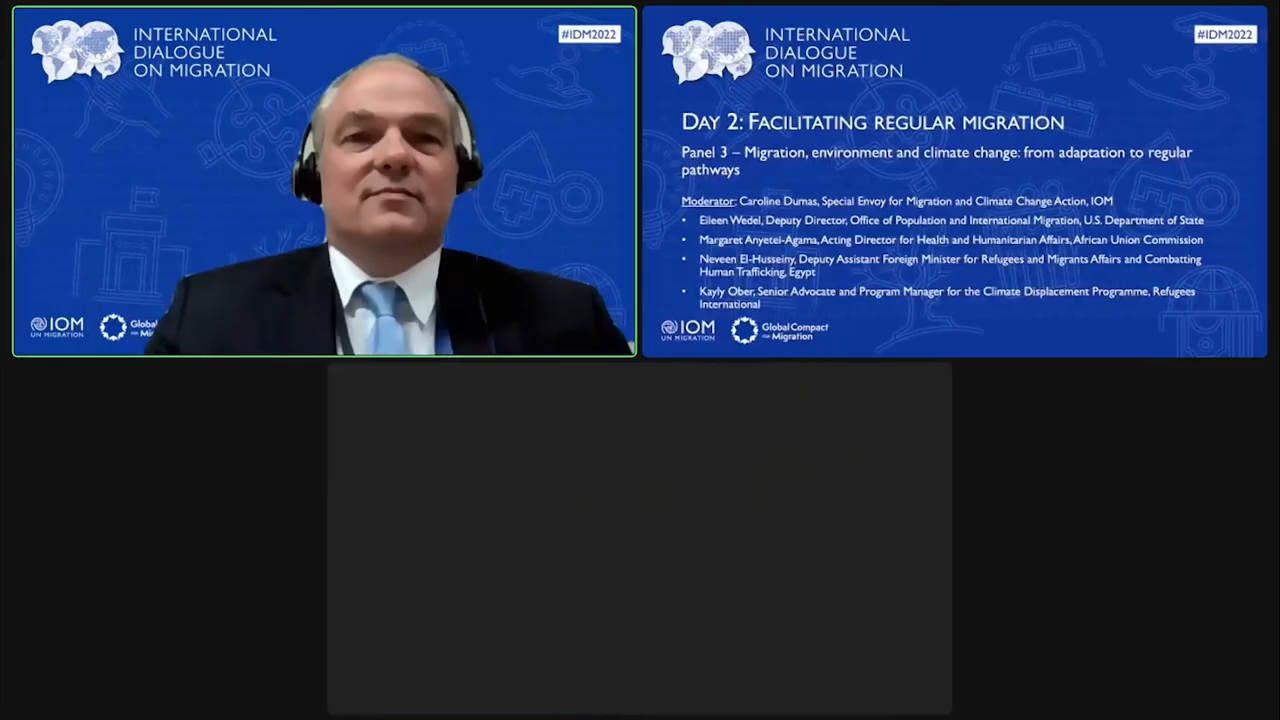 INTERNATIONAL
DIALOGUE
ON MIGRATION
#IDM2022
IOM
UN MIGRATION
Global
FOR Mi
INTERNATIONAL
DIALOGUE
ON MIGRATION
#IDM2022
DAY 2: FACILITATING REGULAR MIGRATION
Panel 3 – Migration, environment and climate change: from adaptation to regular
pathways
Moderator: Caroline Dumas, Special Envoy for Migration and Climate Change Action, IOM
• Eileen Wedel, Deputy Director, Office of Population and International Migration, U.S. Department of State
• Margaret Anyetei-Agama, Acting Director for Health and Humanitarian Affairs, African Union Commission
• Neveen El-Husseiny, Deputy Assistant Foreign Minister for Refugees and Migrants Affairs and Combatting
Human Trafficking, Egypt
• Kayly Ober, Senior Advocate and Program Manager for the Climate Displacement Programme, Refugees
International
IOM
UN MIGRATION
Global Compact
FOR Migration